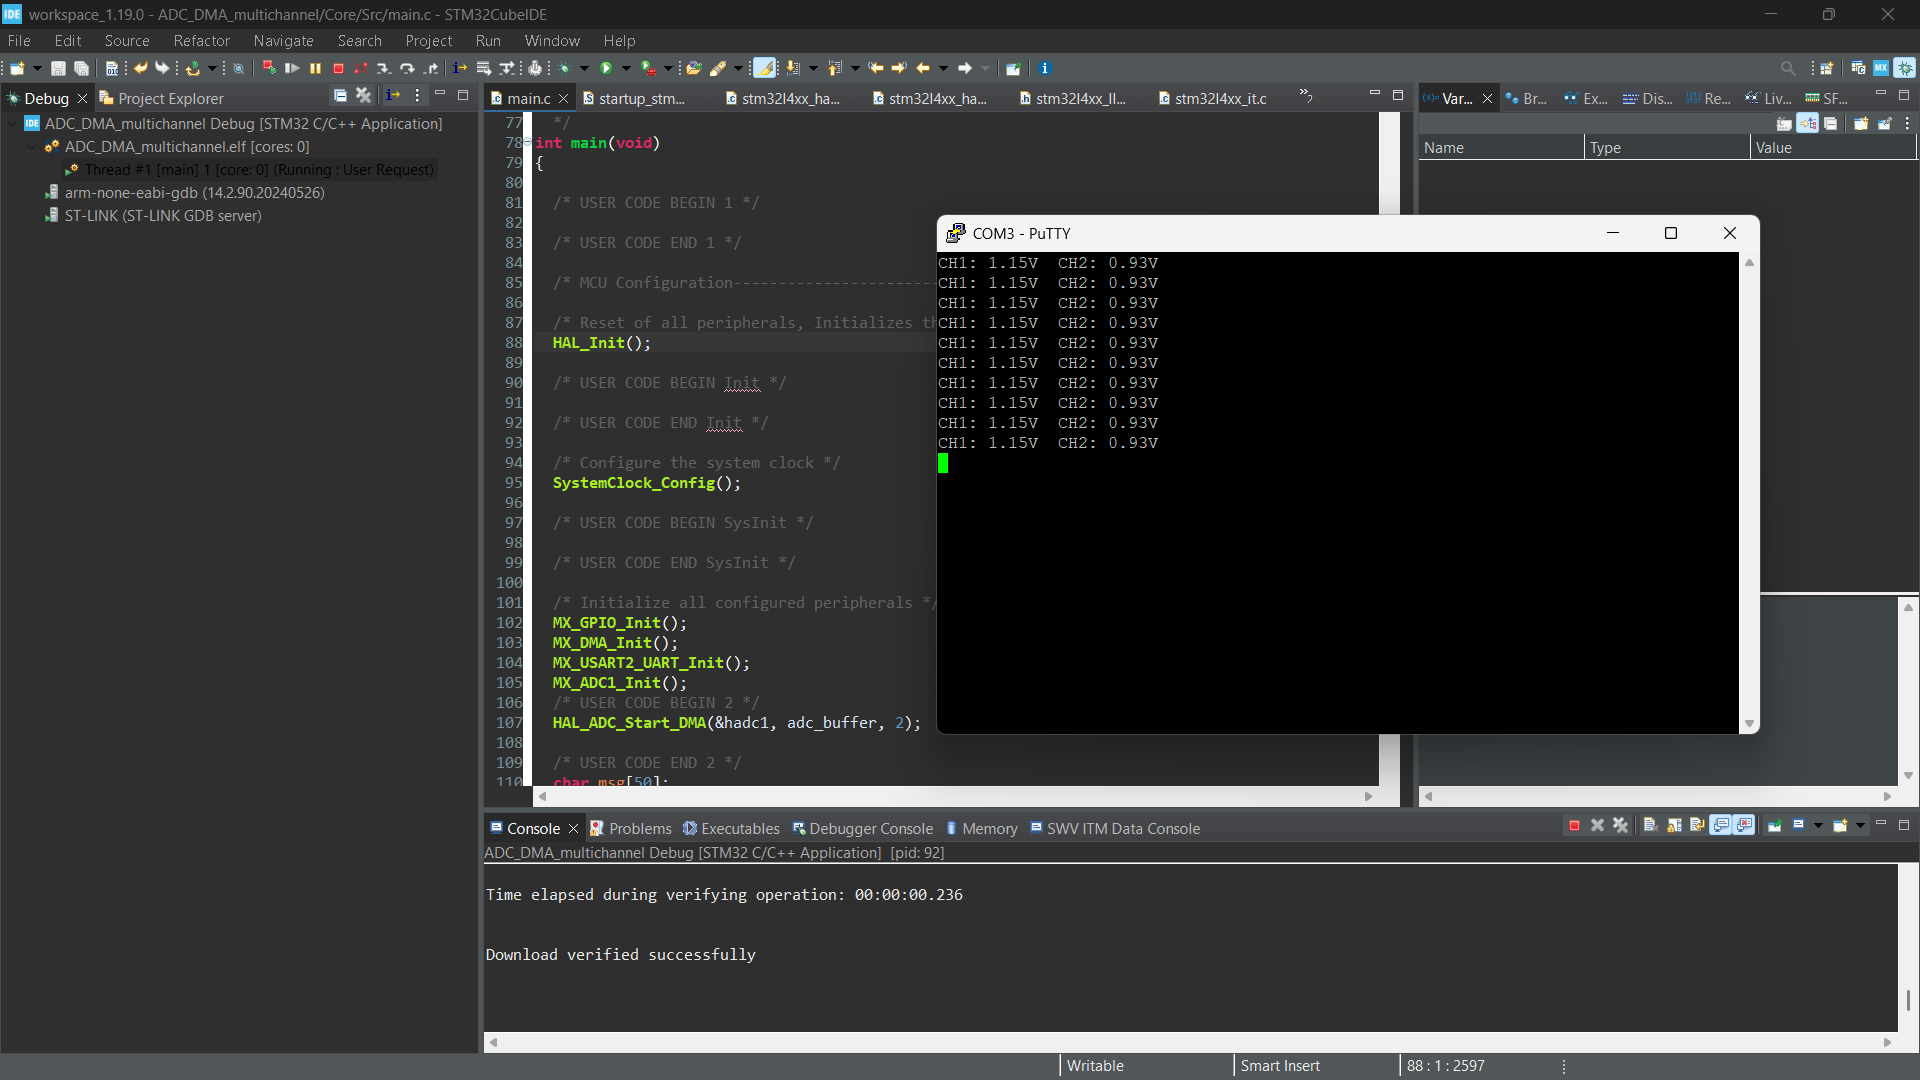 IDE workspace_1.19.0 - ADC_DMA_multichannel/Core/Src/main.c - STM32CubeIDE
File Edit Source Refactor Navigate Search Project Run Window Help
Debug
Project Explorer
IDE ADC_DMA_multichannel Debug [STM32 C/C++ Application]
ADC_DMA_multichannel.elf [cores: 0]
Thread #1 [main] 1 [core: 0] (Running : User Request)
arm-none-eabi-gdb (14.2.90.20240526)
ST-LINK (ST-LINK GDB server)
main.c startup_stm... stm32l4xx_ha... stm32l4xx_ha... stm32l4xx_ll... stm32l4xx_it.c »7
77 */
78 int main(void)
79 {
80
81 /* USER CODE BEGIN 1 */
82
83 /* USER CODE END 1 */
84
85 /* MCU Configuration-----------------------
86
87 /* Reset of all peripherals, Initializes th
88 HAL_Init();
89
90 /* USER CODE BEGIN Init */
91
92 /* USER CODE END Init */
93
94 /* Configure the system clock */
95 SystemClock_Config();
96
97 /* USER CODE BEGIN SysInit */
98
99 /* USER CODE END SysInit */
100
101 /* Initialize all configured peripherals */
102 MX_GPIO_Init();
103 MX_DMA_Init();
104 MX_USART2_UART_Init();
105 MX_ADC1_Init();
106 /* USER CODE BEGIN 2 */
107 HAL_ADC_Start_DMA(&hadc1, adc_buffer, 2);
108
109 /* USER CODE END 2 */
110 char msg[50];
COM3 - PuTTY
CH1: 1.15V CH2: 0.93V
CH1: 1.15V CH2: 0.93V
CH1: 1.15V CH2: 0.93V
CH1: 1.15V CH2: 0.93V
CH1: 1.15V CH2: 0.93V
CH1: 1.15V CH2: 0.93V
CH1: 1.15V CH2: 0.93V
CH1: 1.15V CH2: 0.93V
CH1: 1.15V CH2: 0.93V
CH1: 1.15V CH2: 0.93V
(x)= Var... Br... Ex... Dis... Re... Liv... SF...
Name Type Value
Console Problems Executables Debugger Console Memory SWV ITM Data Console
ADC_DMA_multichannel Debug [STM32 C/C++ Application] [pid: 92]
Time elapsed during verifying operation: 00:00:00.236
Download verified successfully
Writable Smart Insert 88 : 1 : 2597